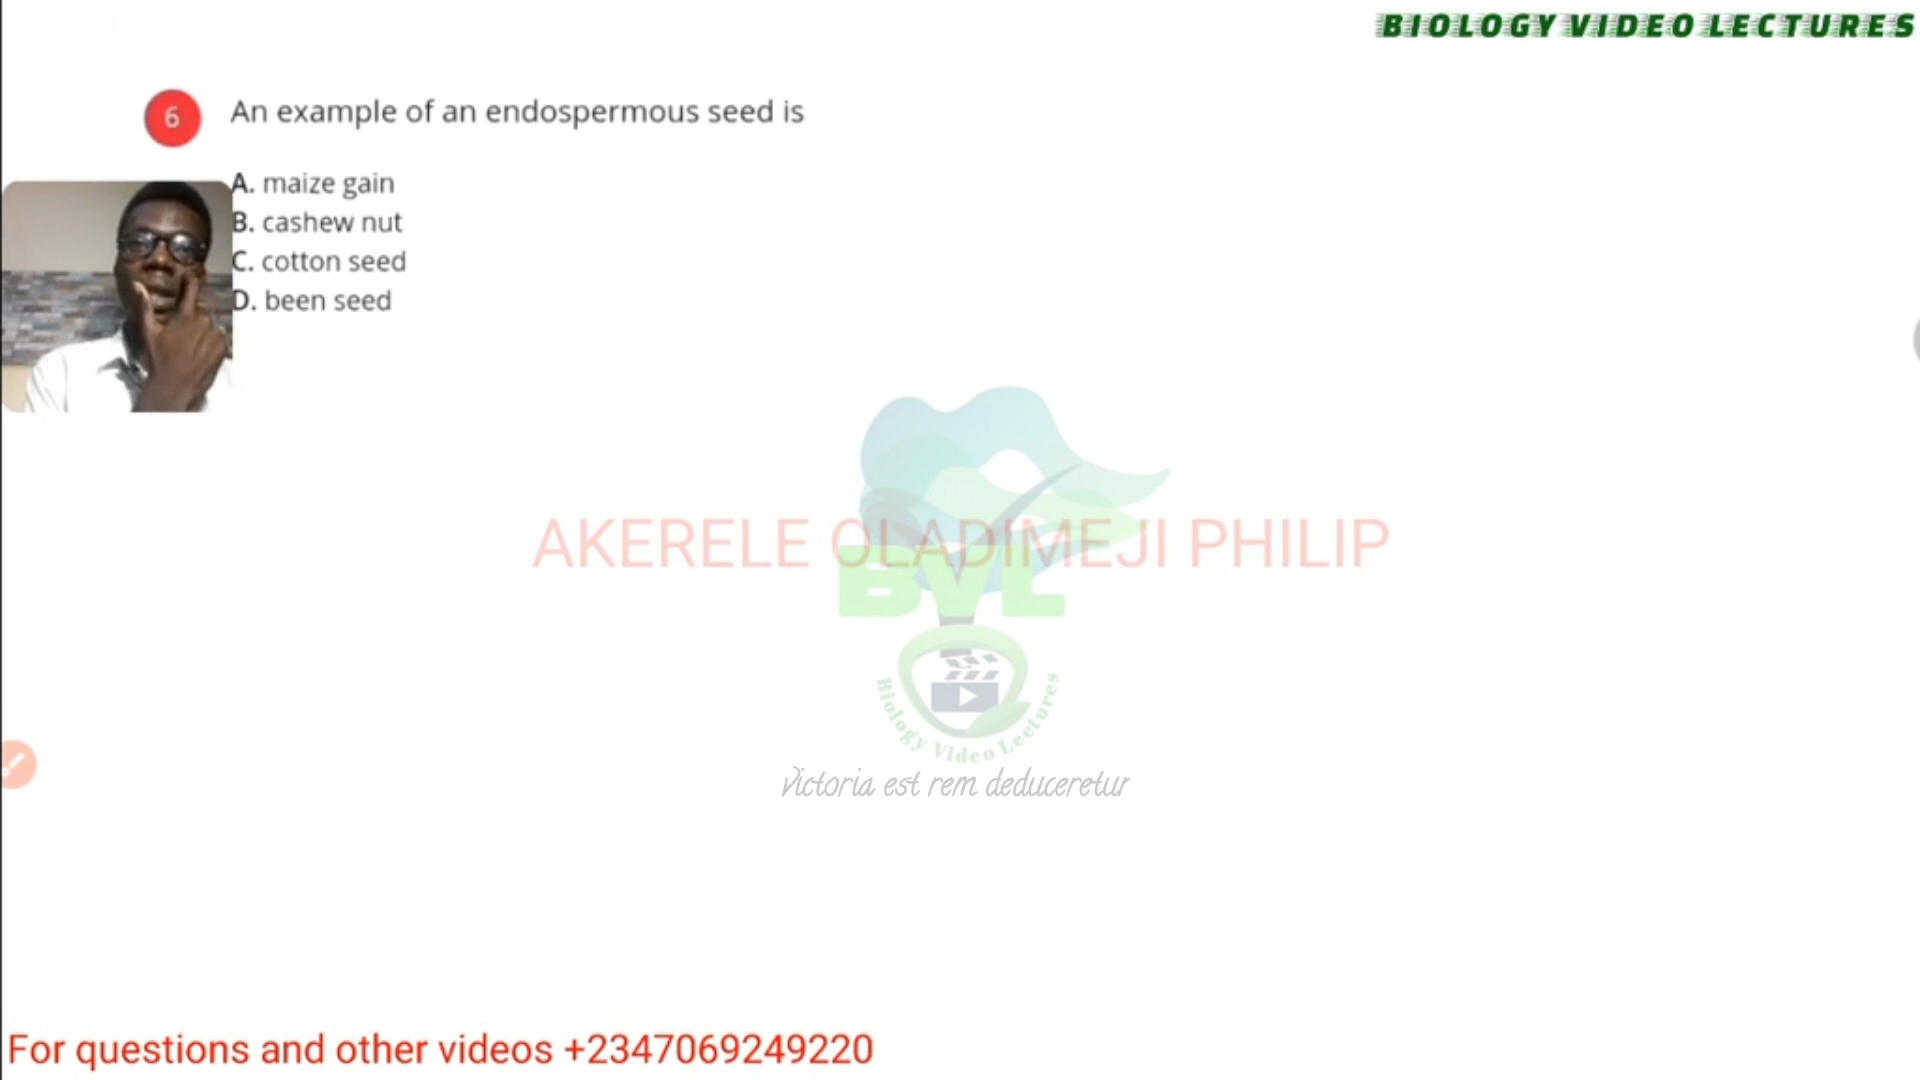 BIOLOGY VIDEO LECTURES
6 An example of an endospermous seed is
A. maize gain
B. cashew nut
C. cotton seed
D. been seed
AKERELE OLADIMEJI PHILIP
BVL
Biology Video Lectures
Victoria est rem deduceretur
For questions and other videos +2347069249220